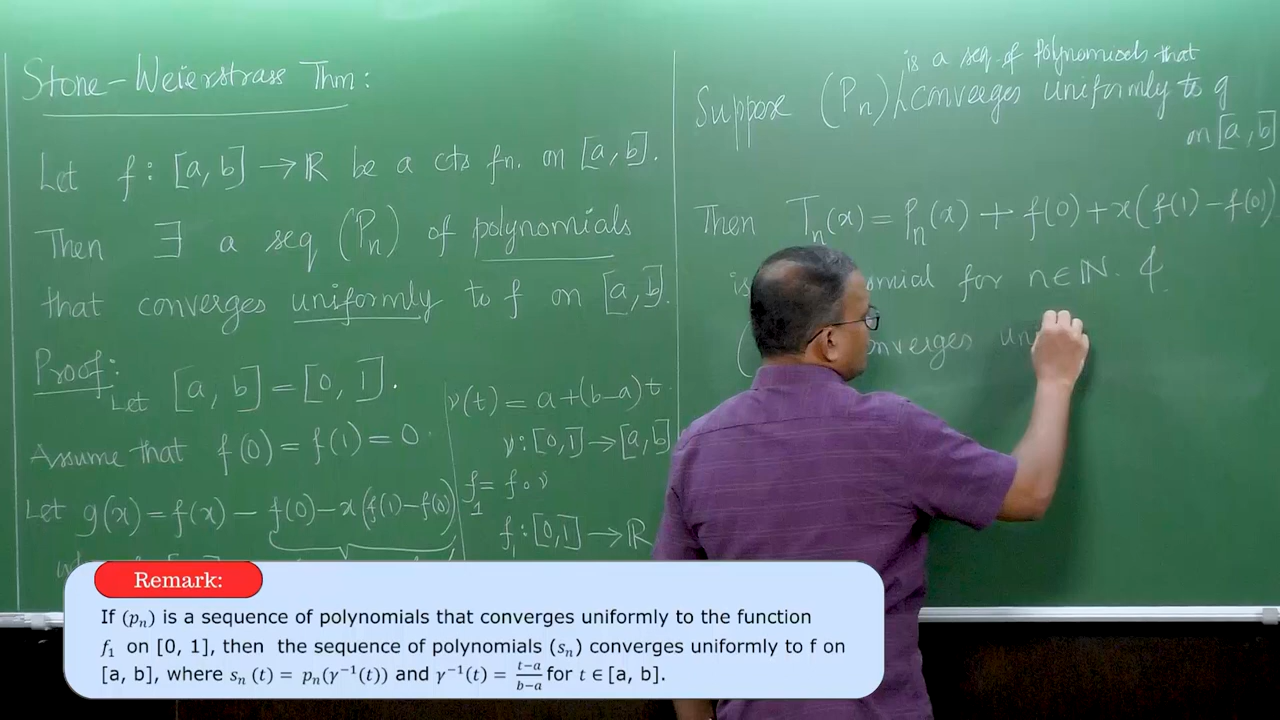 Stone-Weierstrass Thm:
Let f: [a, b] → ℝ be a cts fn. on [a, b].
Then ∃ a seq (Pn) of polynomials
that converges uniformly to f on [a, b].
Proof:
Let [a, b] = [0, 1].
Assume that f(0) = f(1) = 0.
Let g(x) = f(x) - f(0) - x(f(1) - f(0))
ν(t) = a + (b-a)t
ν: [0,1] → [a, b]
f₁ = f∘ν
f₁: [0,1] → ℝ
is a seq. of polynomials that
Suppose (Pn) converges uniformly to g
on [a, b]
Then Tn(x) = Pn(x) + f(0) + x(f(1) - f(0))
is omial for n ∈ ℕ. &
( onverges uni
Remark:
If (pₙ) is a sequence of polynomials that converges uniformly to the function
f₁ on [0, 1], then the sequence of polynomials (sₙ) converges uniformly to f on
[a, b], where sₙ (t) = pₙ(γ⁻¹(t)) and γ⁻¹(t) = (t-a)/(b-a) for t ∈ [a, b].